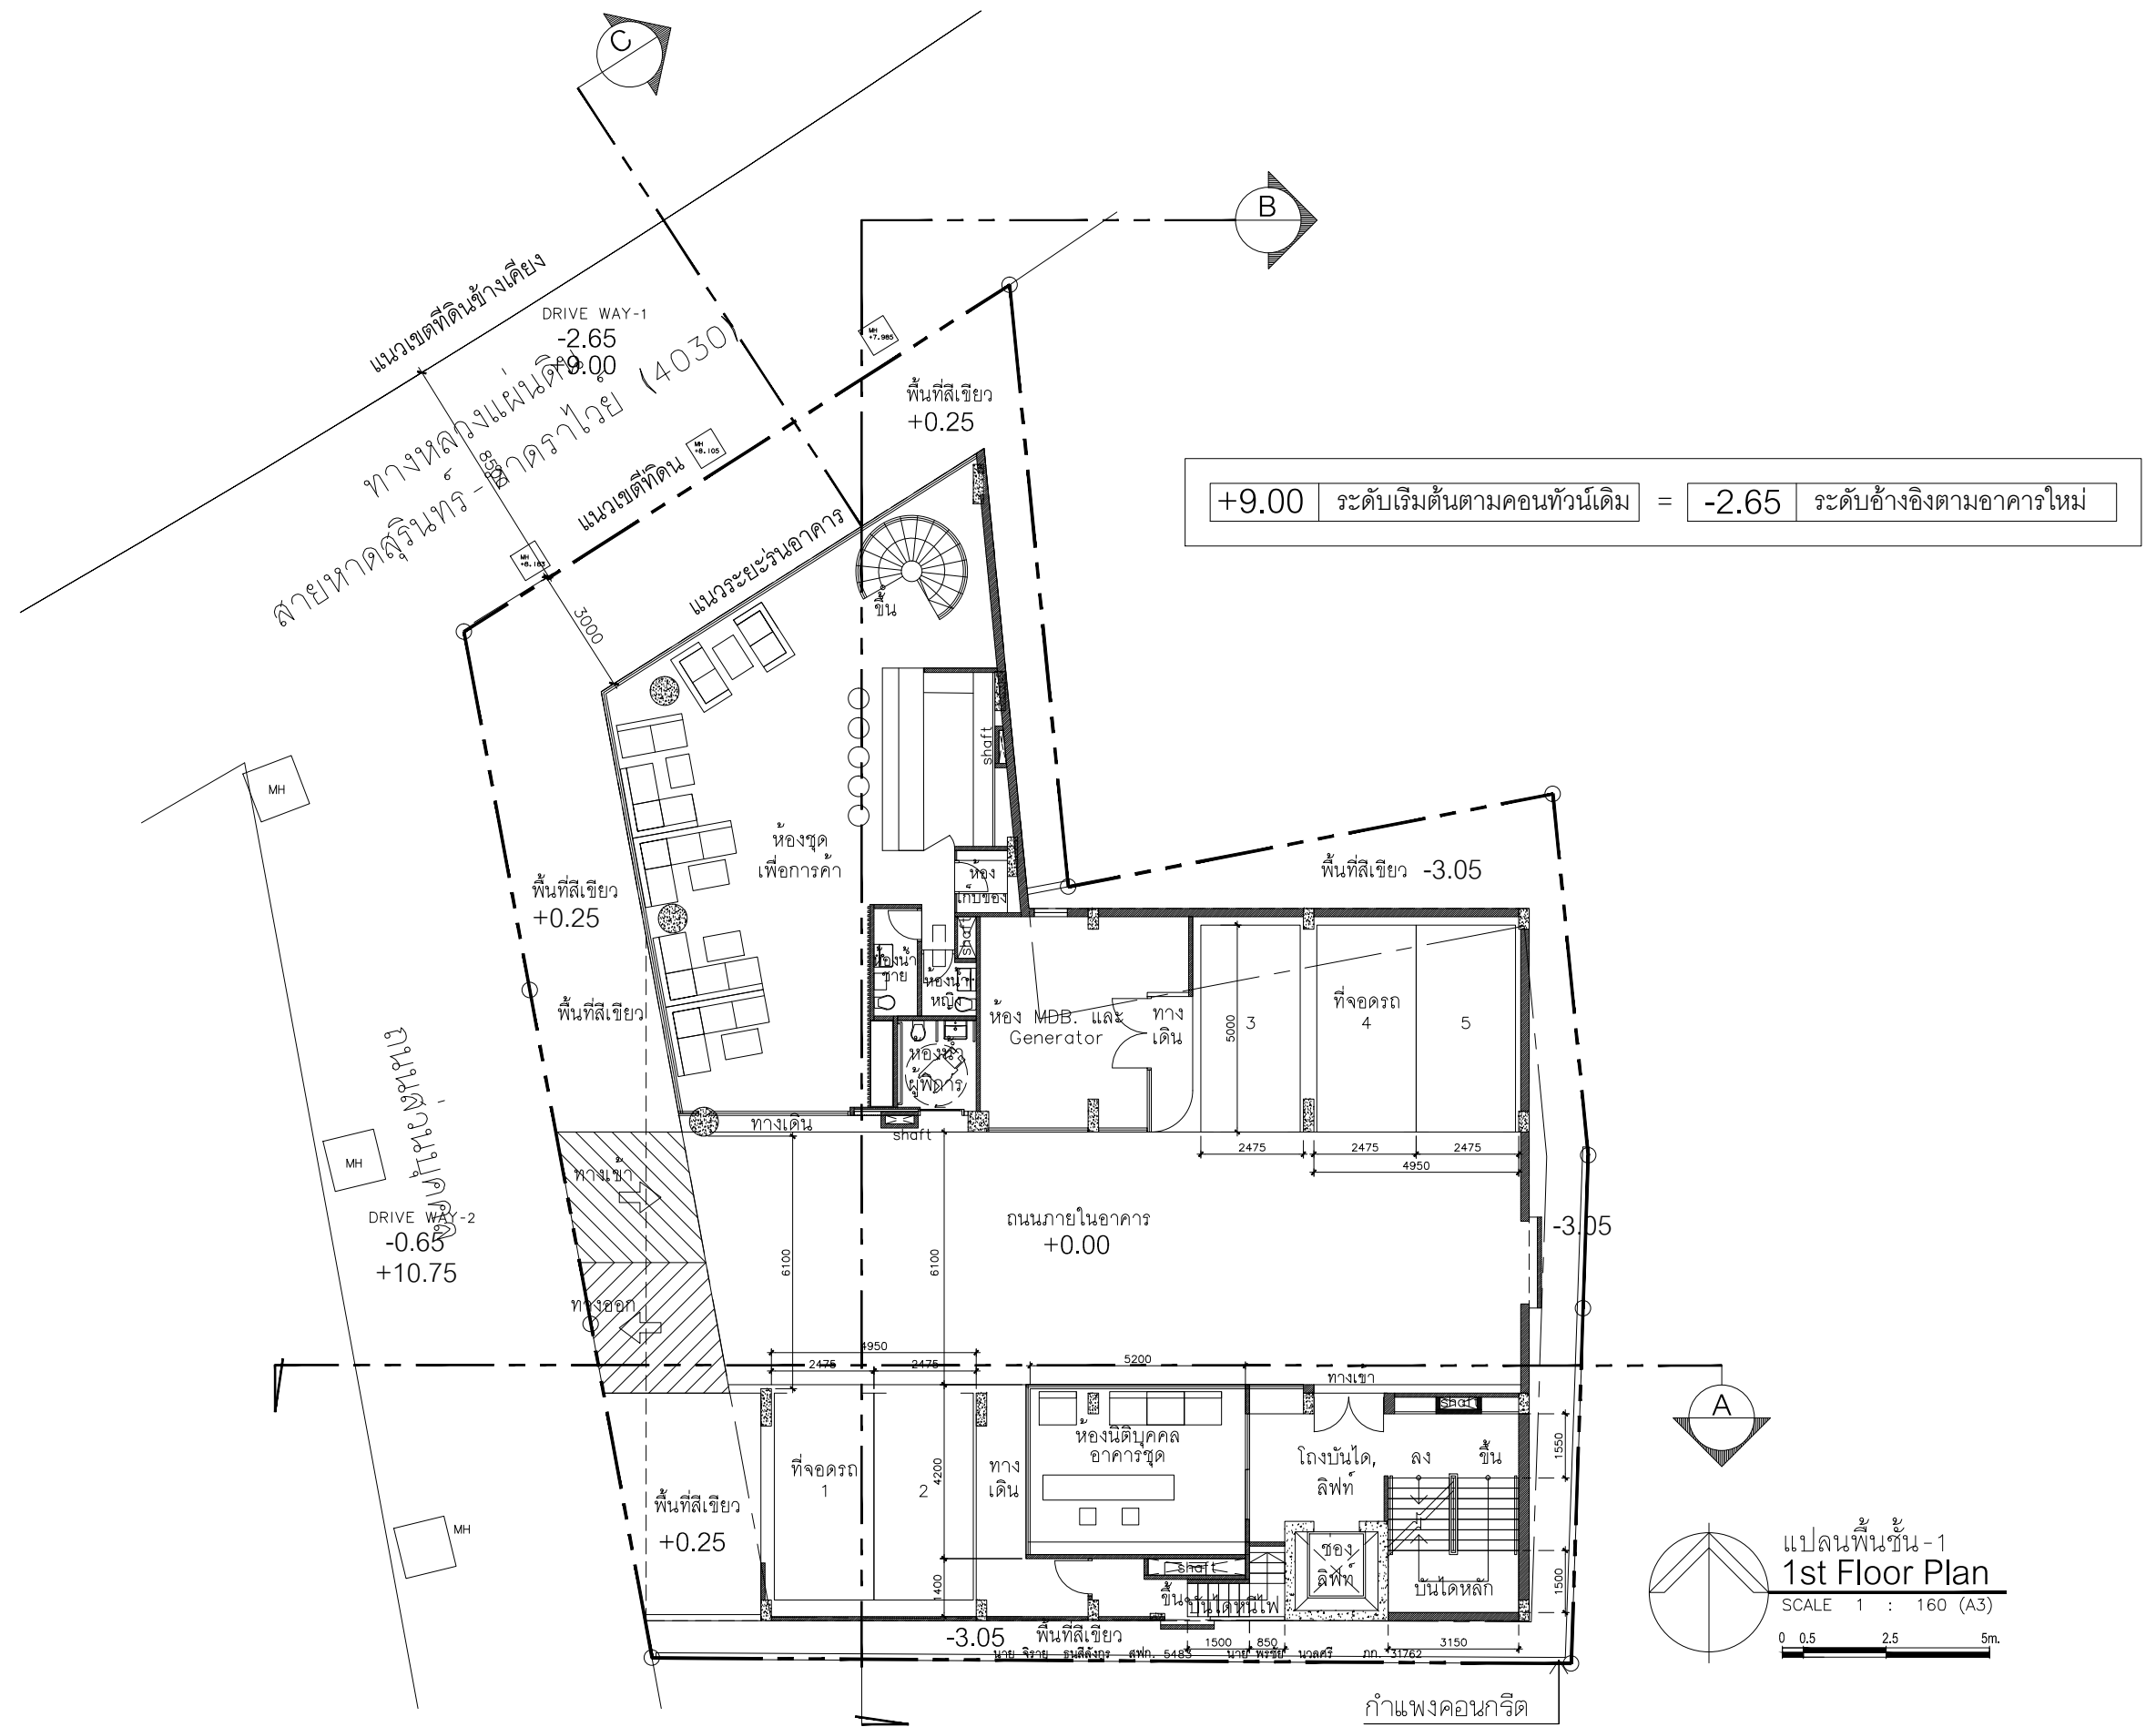 C
B
แนวเขตที่ดินข้างเคียง
DRIVE WAY-1
-2.65
+9.00
ทางหลวงแผ่นดิน
(4030)
8500
MH
+7.985
พื้นที่สีเขียว
+0.25
MH
+8.105
แนวเขตที่ดิน
MH
แนวระยะร่นอาคาร
3000
+9.00 ระดับเริ่มต้นตามคอนทัวน์เดิม = -2.65 ระดับอ้างอิงตามอาคารใหม่
ขึ้น
shaft
MH
ห้องชุด
เพื่อการค้า
ห้อง
เก็บของ
พื้นที่สีเขียว -3.05
พื้นที่สีเขียว
+0.25
ห้องน้ำ
ชาย
ห้องน้ำ
หญิง
พื้นที่สีเขียว
ห้อง MDB. และ
Generator
ทาง
เดิน
5000
3
ที่จอดรถ
4
5
ห้องน้ำ
ผู้พิการ
ทางเดิน
shaft
2475
2475
2475
4950
MH
ทางเข้า
DRIVE WAY-2
-0.65
+10.75
ถนนภายในอาคาร
+0.00
-3.05
6100
6100
ทางออก
4950
2475
2475
5200
ทางเขา
A
shaft
ห้องนิติบุคคล
อาคารชุด
โถงบันได,
ลิฟท์
ลง
ขึ้น
1550
ที่จอดรถ
1
2
4200
ทาง
เดิน
พื้นที่สีเขียว
+0.25
MH
ช่อง
ลิฟท์
shaft
1400
ขึ้น
บันไดหนีไฟ
บันไดหลัก
1500
-3.05 พื้นที่สีเขียว
1500
850
3150
กำแพงคอนกรีต
แปลนพื้นชั้น-1
1st Floor Plan
SCALE 1 : 160 (A3)
0 0.5 2.5 5m.